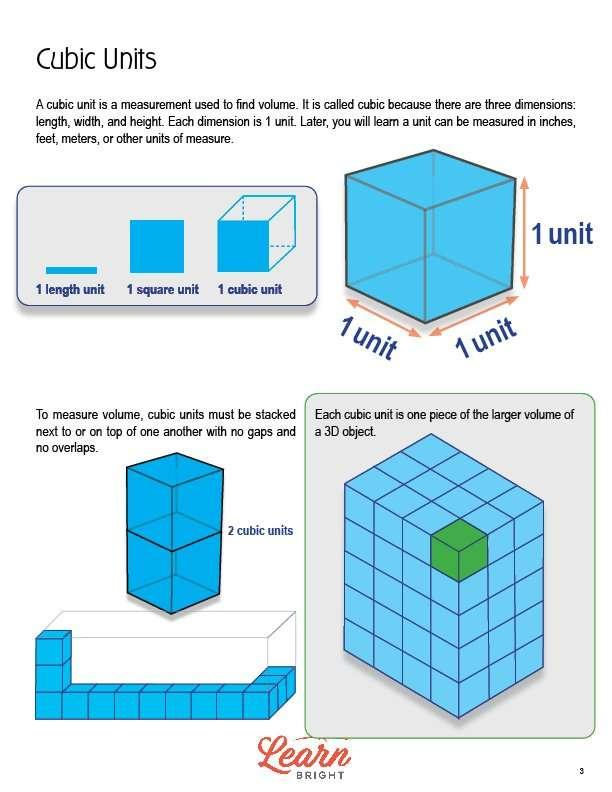 Cubic Units
A cubic unit is a measurement used to find volume. It is called cubic because there are three dimensions:
length, width, and height. Each dimension is 1 unit. Later, you will learn a unit can be measured in inches,
feet, meters, or other units of measure.
1 length unit
1 square unit
1 cubic unit
1 unit
1 unit
1 unit
To measure volume, cubic units must be stacked
next to or on top of one another with no gaps and
no overlaps.
2 cubic units
Each cubic unit is one piece of the larger volume of
a 3D object.
Learn
BRIGHT
3